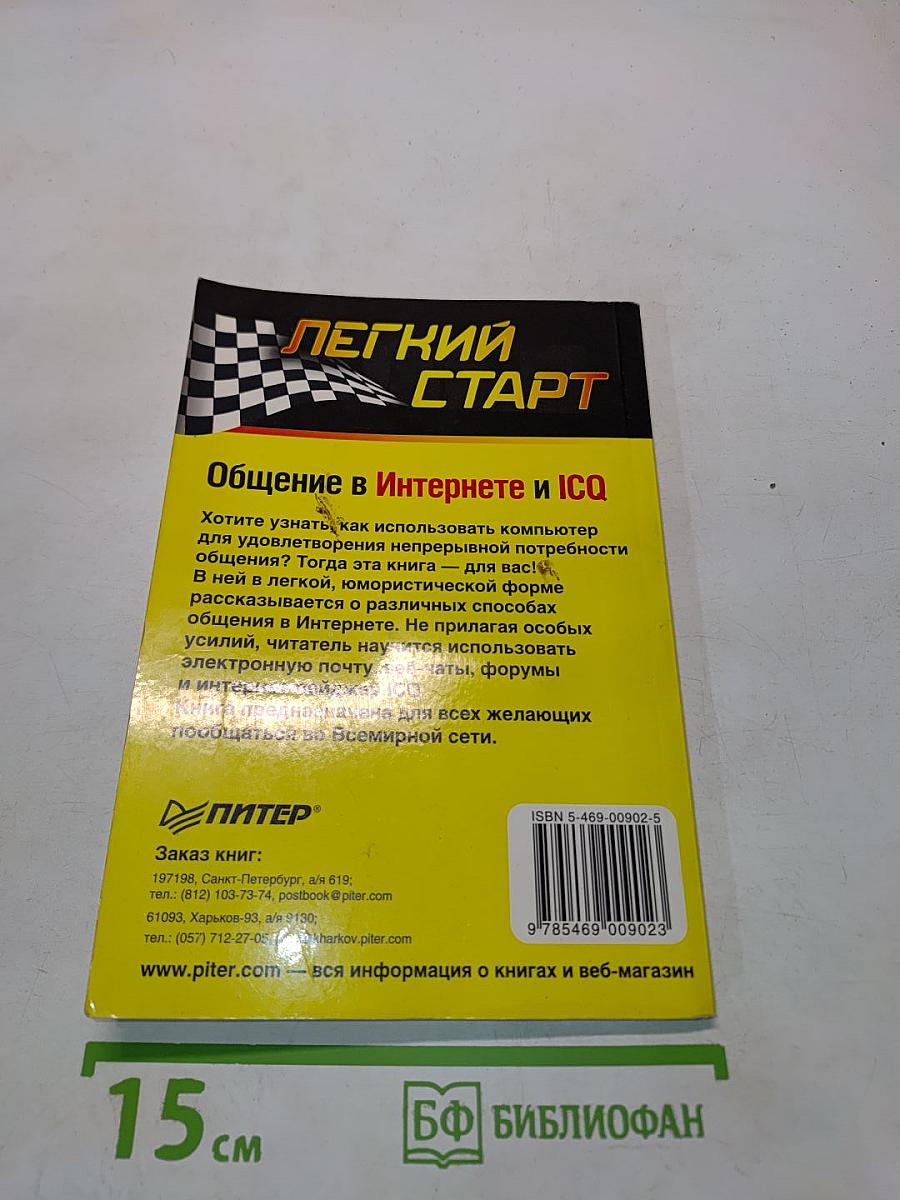 ЛЕГКИЙ
СТАРТ
Общение в Интернете и ICQ
Хотите узнать, как использовать компьютер
для удовлетворения непрерывной потребности
общения? Тогда эта книга — для вас!
В ней в легкой, юмористической форме
рассказывается о различных способах
общения в Интернете. Не прилагая особых
усилий, читатель научится использовать
электронную почту, веб-чаты, форумы
и ICQ
Книга предназначена для всех желающих
пообщаться во Всемирной сети.
ПИТЕР®
Заказ книг:
197198, Санкт-Петербург, а/я 619;
тел.: (812) 103-73-74, postbook@piter.com
61093, Харьков-93, а/я 9130;
тел.: (057) 712-27-05, kharkov.piter.com
www.piter.com — вся информация о книгах и веб-магазин
ISBN 5-469-00902-5
9 785469 009023
15 см
БФ БИБЛИОФАН